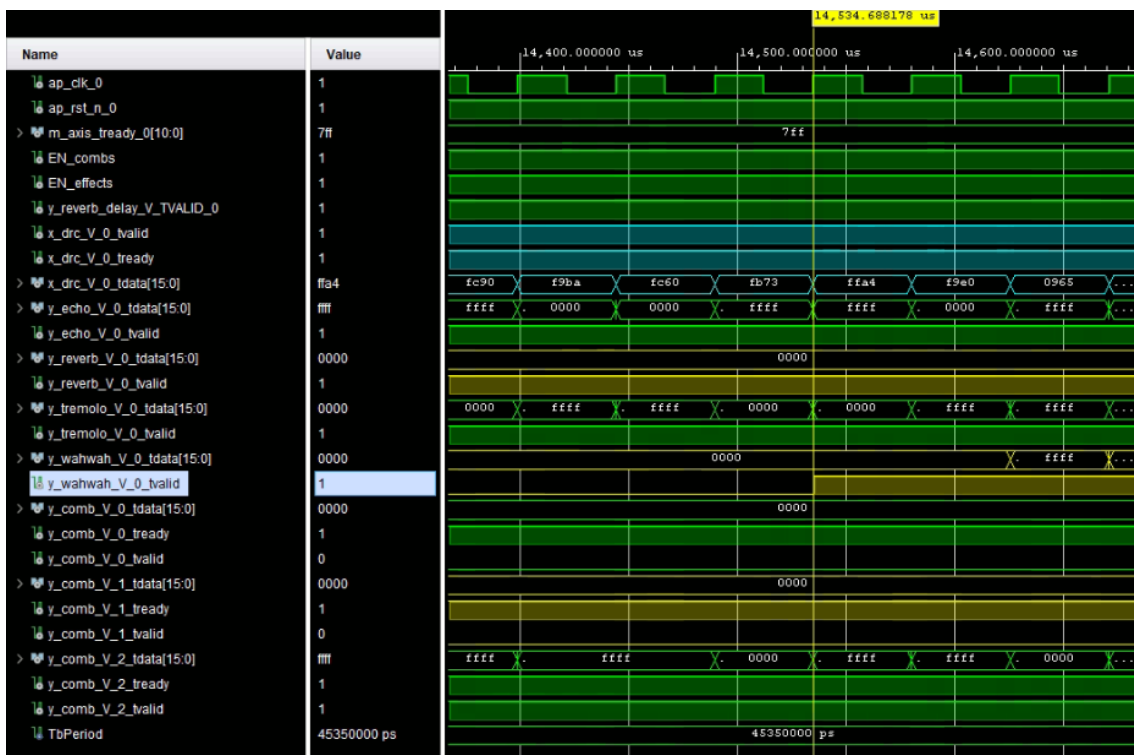 14,534.688178 us
Name Value 14,400.000000 us 14,500.000000 us 14,600.000000 us
ap_clk_0 1
ap_rst_n_0 1
m_axis_tready_0[10:0] 7ff 7ff
EN_combs 1
EN_effects 1
y_reverb_delay_V_TVALID_0 1
x_drc_V_0_tvalid 1
x_drc_V_0_tready 1
x_drc_V_0_tdata[15:0] ffa4 fc90 f9ba fc60 fb73 ffa4 f9e0 0965 ...
y_echo_V_0_tdata[15:0] ffff ffff . 0000 0000 . ffff ffff . 0000 . ffff ...
y_echo_V_0_tvalid 1
y_reverb_V_0_tdata[15:0] 0000 0000
y_reverb_V_0_tvalid 1
y_tremolo_V_0_tdata[15:0] 0000 0000 . ffff . ffff . 0000 . 0000 . ffff . ffff ...
y_tremolo_V_0_tvalid 1
y_wahwah_V_0_tdata[15:0] 0000 0000 . ffff ...
y_wahwah_V_0_tvalid 1
y_comb_V_0_tdata[15:0] 0000 0000
y_comb_V_0_tready 1
y_comb_V_0_tvalid 0
y_comb_V_1_tdata[15:0] 0000 0000
y_comb_V_1_tready 1
y_comb_V_1_tvalid 0
y_comb_V_2_tdata[15:0] ffff ffff . ffff . 0000 . ffff . ffff . 0000 ...
y_comb_V_2_tready 1
y_comb_V_2_tvalid 1
TbPeriod 45350000 ps 45350000 ps